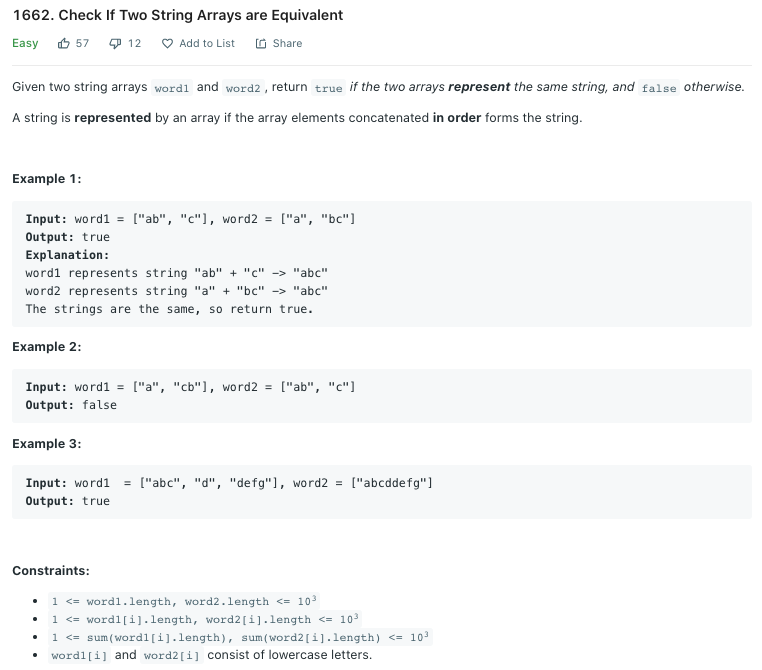 1662. Check If Two String Arrays are Equivalent
Easy 57 12 Add to List Share
Given two string arrays word1 and word2, return true if the two arrays represent the same string, and false otherwise.
A string is represented by an array if the array elements concatenated in order forms the string.
Example 1:
Input: word1 = ["ab", "c"], word2 = ["a", "bc"]
Output: true
Explanation:
word1 represents string "ab" + "c" -> "abc"
word2 represents string "a" + "bc" -> "abc"
The strings are the same, so return true.
Example 2:
Input: word1 = ["a", "cb"], word2 = ["ab", "c"]
Output: false
Example 3:
Input: word1  = ["abc", "d", "defg"], word2 = ["abcddefg"]
Output: true
Constraints:
• 1 <= word1.length, word2.length <= 10³
• 1 <= word1[i].length, word2[i].length <= 10³
• 1 <= sum(word1[i].length), sum(word2[i].length) <= 10³
• word1[i] and word2[i] consist of lowercase letters.